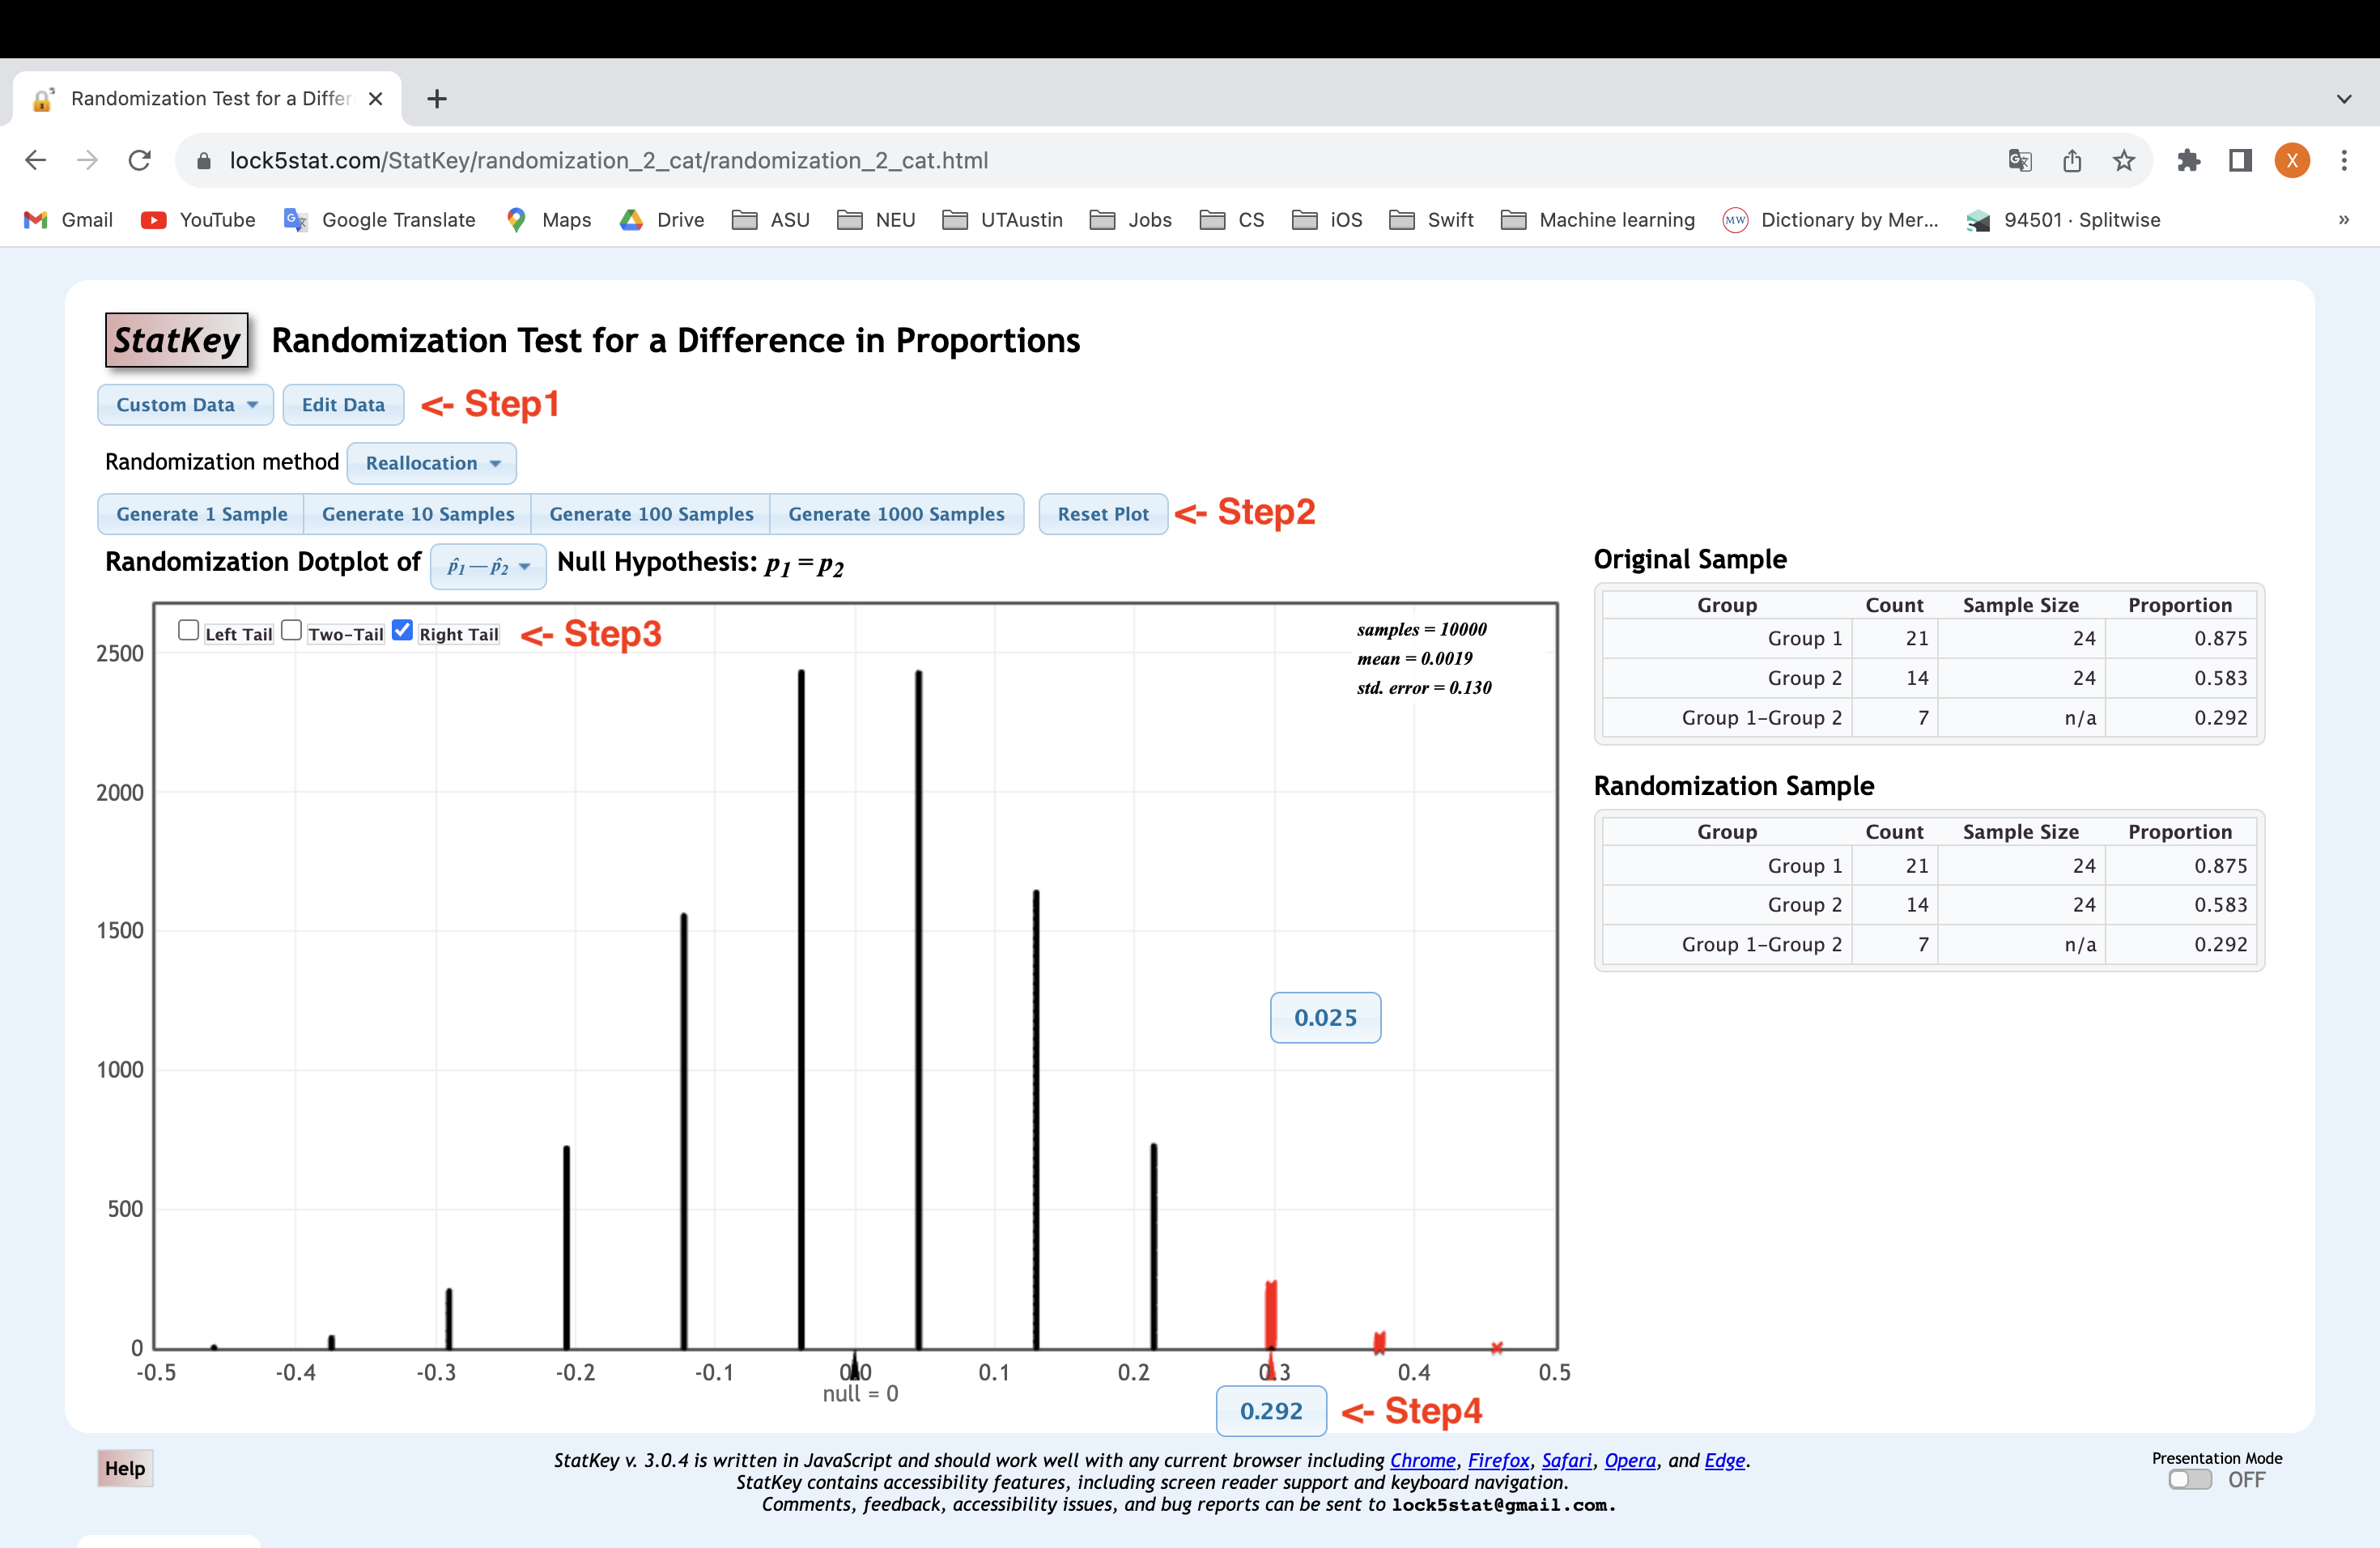 Randomization Test for a Differ
lock5stat.com/StatKey/randomization_2_cat/randomization_2_cat.html
X
Gmail YouTube Google Translate Maps Drive ASU NEU UTAustin Jobs CS iOS Swift Machine learning MW Dictionary by Mer... 94501 · Splitwise »
StatKey Randomization Test for a Difference in Proportions
Custom Data Edit Data <- Step1
Randomization method Reallocation
Generate 1 Sample Generate 10 Samples Generate 100 Samples Generate 1000 Samples Reset Plot <- Step2
Randomization Dotplot of p̂₁—p̂₂ Null Hypothesis: p₁=p₂
Left Tail Two-Tail Right Tail <- Step3
samples = 10000
mean = 0.0019
std. error = 0.130
2500
2000
1500
1000
500
0
0.025
-0.5 -0.4 -0.3 -0.2 -0.1 0.0 0.1 0.2 0.3 0.4 0.5
null = 0
0.292 <- Step4
Original Sample
Group Count Sample Size Proportion
Group 1 21 24 0.875
Group 2 14 24 0.583
Group 1-Group 2 7 n/a 0.292
Randomization Sample
Group Count Sample Size Proportion
Group 1 21 24 0.875
Group 2 14 24 0.583
Group 1-Group 2 7 n/a 0.292
Help
StatKey v. 3.0.4 is written in JavaScript and should work well with any current browser including Chrome, Firefox, Safari, Opera, and Edge.
StatKey contains accessibility features, including screen reader support and keyboard navigation.
Comments, feedback, accessibility issues, and bug reports can be sent to lock5stat@gmail.com.
Presentation Mode
OFF